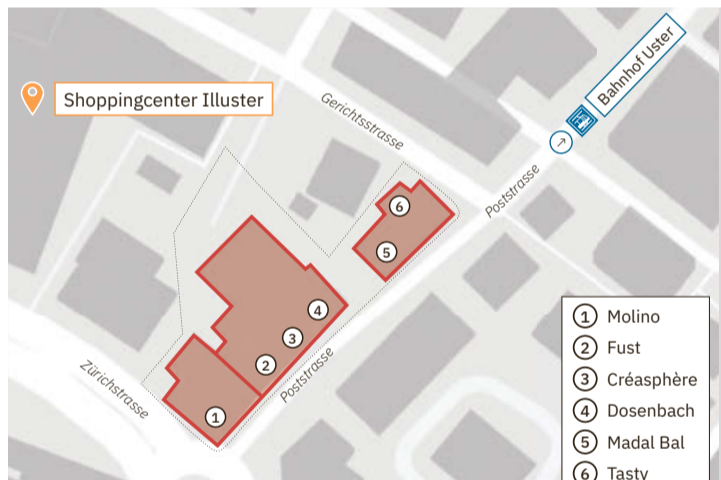 Bahnhof Uster
Shoppingcenter Illuster
Gerichtsstrasse
Poststrasse
6
5
4
3
2
1
Poststrasse
Zürichstrasse
1 Molino
2 Fust
3 Créasphère
4 Dosenbach
5 Madal Bal
6 Tasty